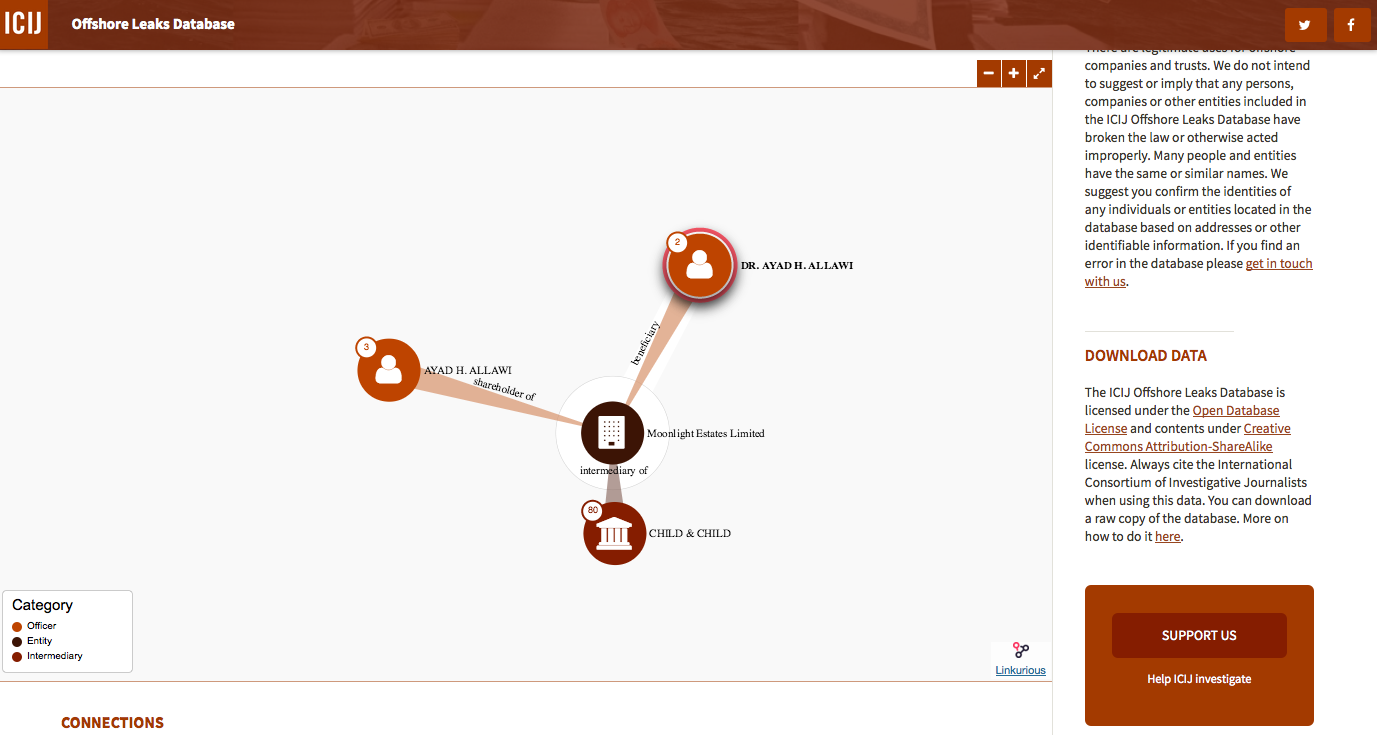 ICIJ
Offshore Leaks Database
There are legitimate uses for offshore
companies and trusts. We do not intend
to suggest or imply that any persons,
companies or other entities included in
the ICIJ Offshore Leaks Database have
broken the law or otherwise acted
improperly. Many people and entities
have the same or similar names. We
suggest you confirm the identities of
any individuals or entities located in the
database based on addresses or other
identifiable information. If you find an
error in the database please get in touch
with us.
2
DR. AYAD H. ALLAWI
beneficiary
3
AYAD H. ALLAWI
shareholder of
Moonlight Estates Limited
intermediary of
80
CHILD & CHILD
Category
Officer
Entity
Intermediary
Linkurious
CONNECTIONS
DOWNLOAD DATA
The ICIJ Offshore Leaks Database is
licensed under the Open Database
License and contents under Creative
Commons Attribution-ShareAlike
license. Always cite the International
Consortium of Investigative Journalists
when using this data. You can download
a raw copy of the database. More on
how to do it here.
SUPPORT US
Help ICIJ investigate